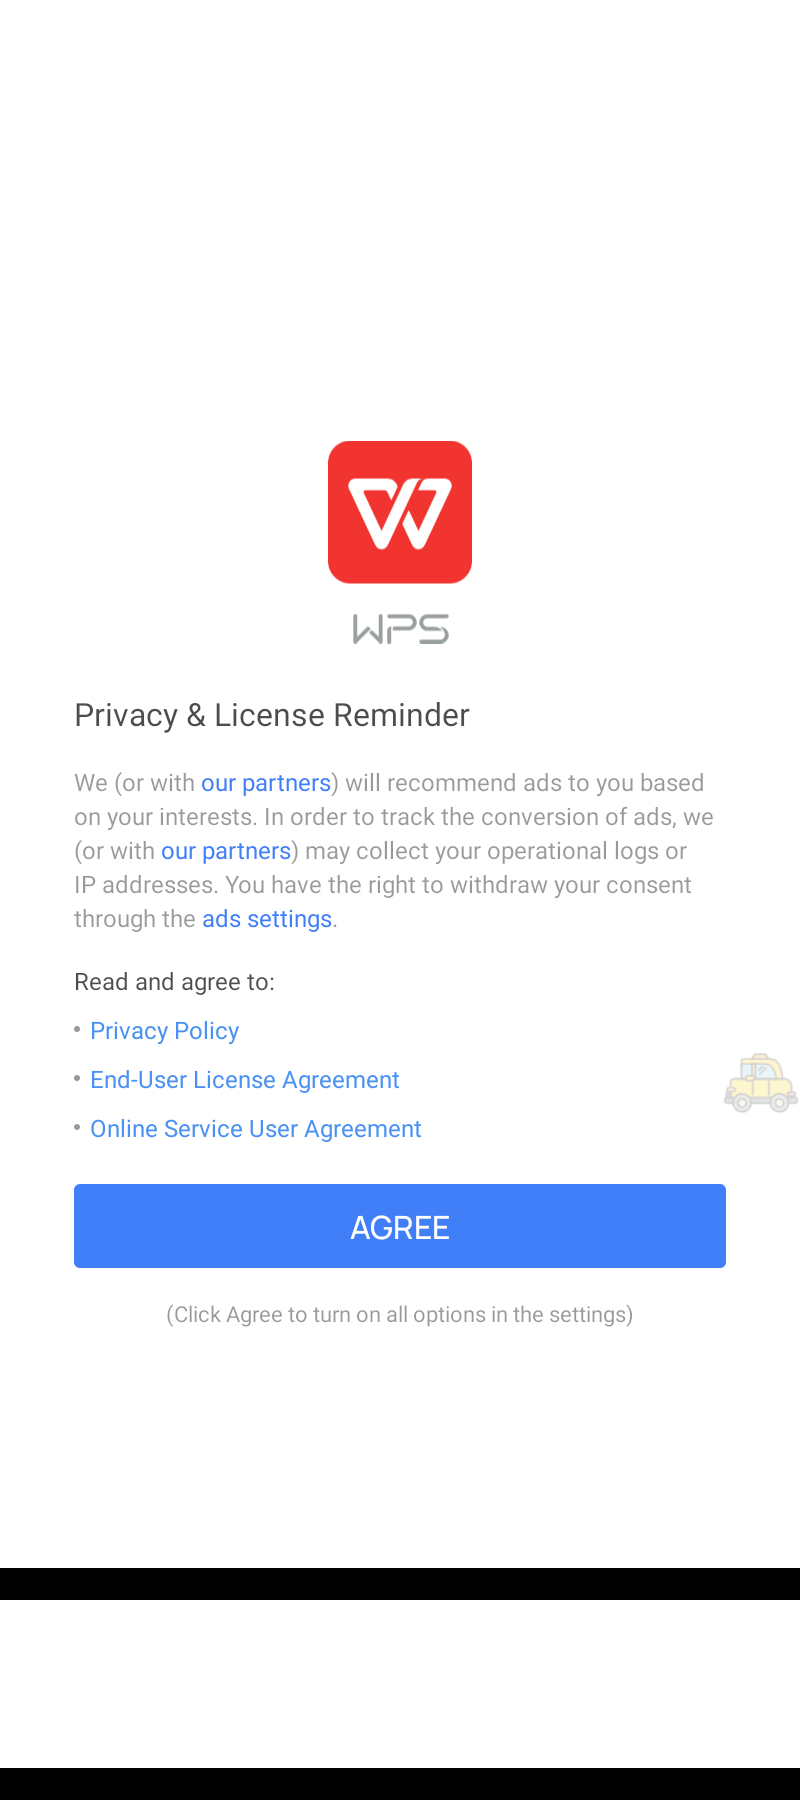 WPS
Privacy & License Reminder
We (or with our partners) will recommend ads to you based
on your interests. In order to track the conversion of ads, we
(or with our partners) may collect your operational logs or
IP addresses. You have the right to withdraw your consent
through the ads settings.
Read and agree to:
• Privacy Policy
• End-User License Agreement
• Online Service User Agreement
AGREE
(Click Agree to turn on all options in the settings)